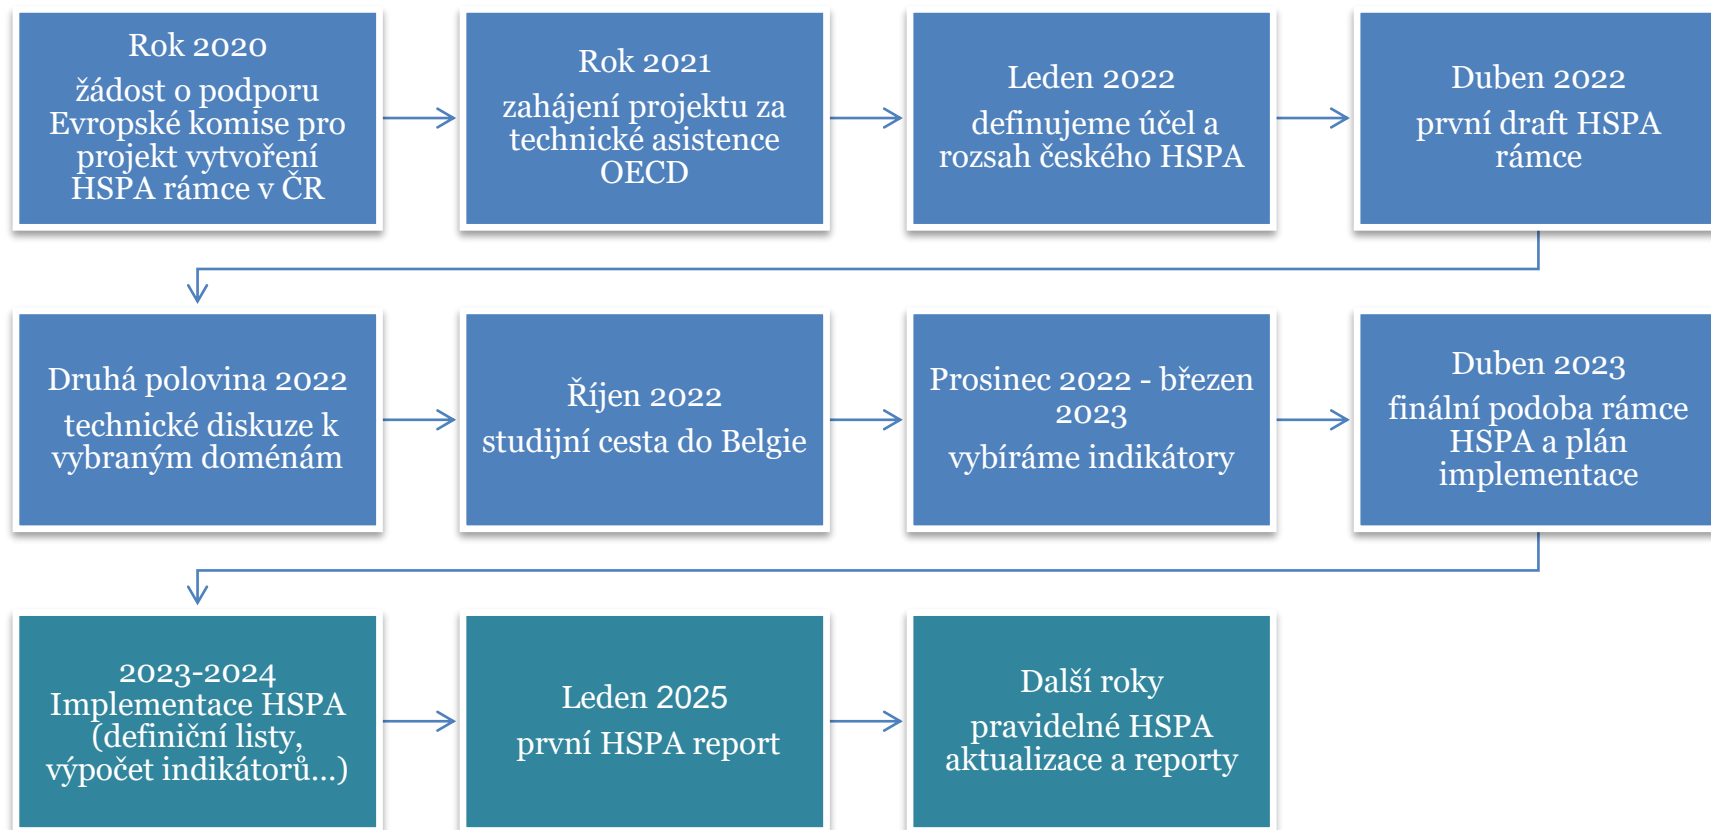 Rok 2020
žádost o podporu
Evropské komise pro
projekt vytvoření
HSPA rámce v ČR
Rok 2021
zahájení projektu za
technické asistence
OECD
Leden 2022
definujeme účel a
rozsah českého HSPA
Duben 2022
první draft HSPA
rámce
Druhá polovina 2022
technické diskuze k
vybraným doménám
Říjen 2022
studijní cesta do Belgie
Prosinec 2022 - březen
2023
vybíráme indikátory
Duben 2023
finální podoba rámce
HSPA a plán
implementace
2023-2024
Implementace HSPA
(definiční listy,
výpočet indikátorů...)
Leden 2025
první HSPA report
Další roky
pravidelné HSPA
aktualizace a reporty